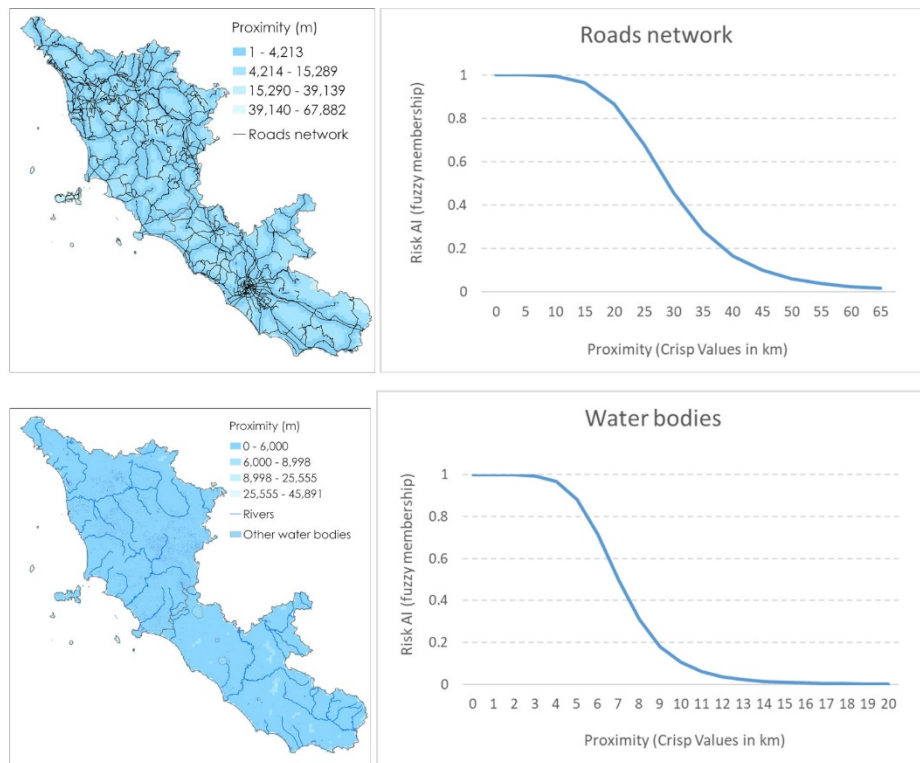 Proximity (m)
1 - 4,213
4,214 - 15,289
15,290 - 39,139
39,140 - 67,882
Roads network
Roads network
Risk AI (fuzzy membership)
1
0.8
0.6
0.4
0.2
0
0 5 10 15 20 25 30 35 40 45 50 55 60 65
Proximity (Crisp Values in km)
Proximity (m)
0 - 6,000
6,000 - 8,998
8,998 - 25,555
25,555 - 45,891
Rivers
Other water bodies
Water bodies
Risk AI (fuzzy membership)
1
0.8
0.6
0.4
0.2
0
0 1 2 3 4 5 6 7 8 9 10 11 12 13 14 15 16 17 18 19 20
Proximity (Crisp Values in km)